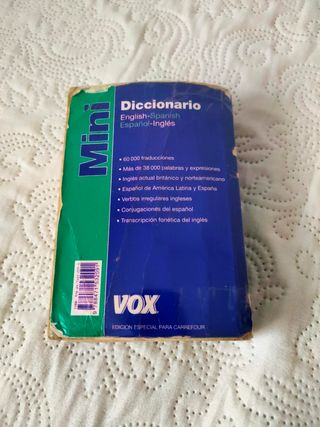 Mini
Diccionario
English-Spanish
Español-Inglés
• 60 000 traducciones
• Más de 38 000 palabras y expresiones
• Inglés actual británico y norteamericano
• Español de América Latina y España
• Verbos irregulares ingleses
• Conjugaciones del español
• Transcripción fonética del inglés
VOX
EDICION ESPECIAL PARA CARREFOUR